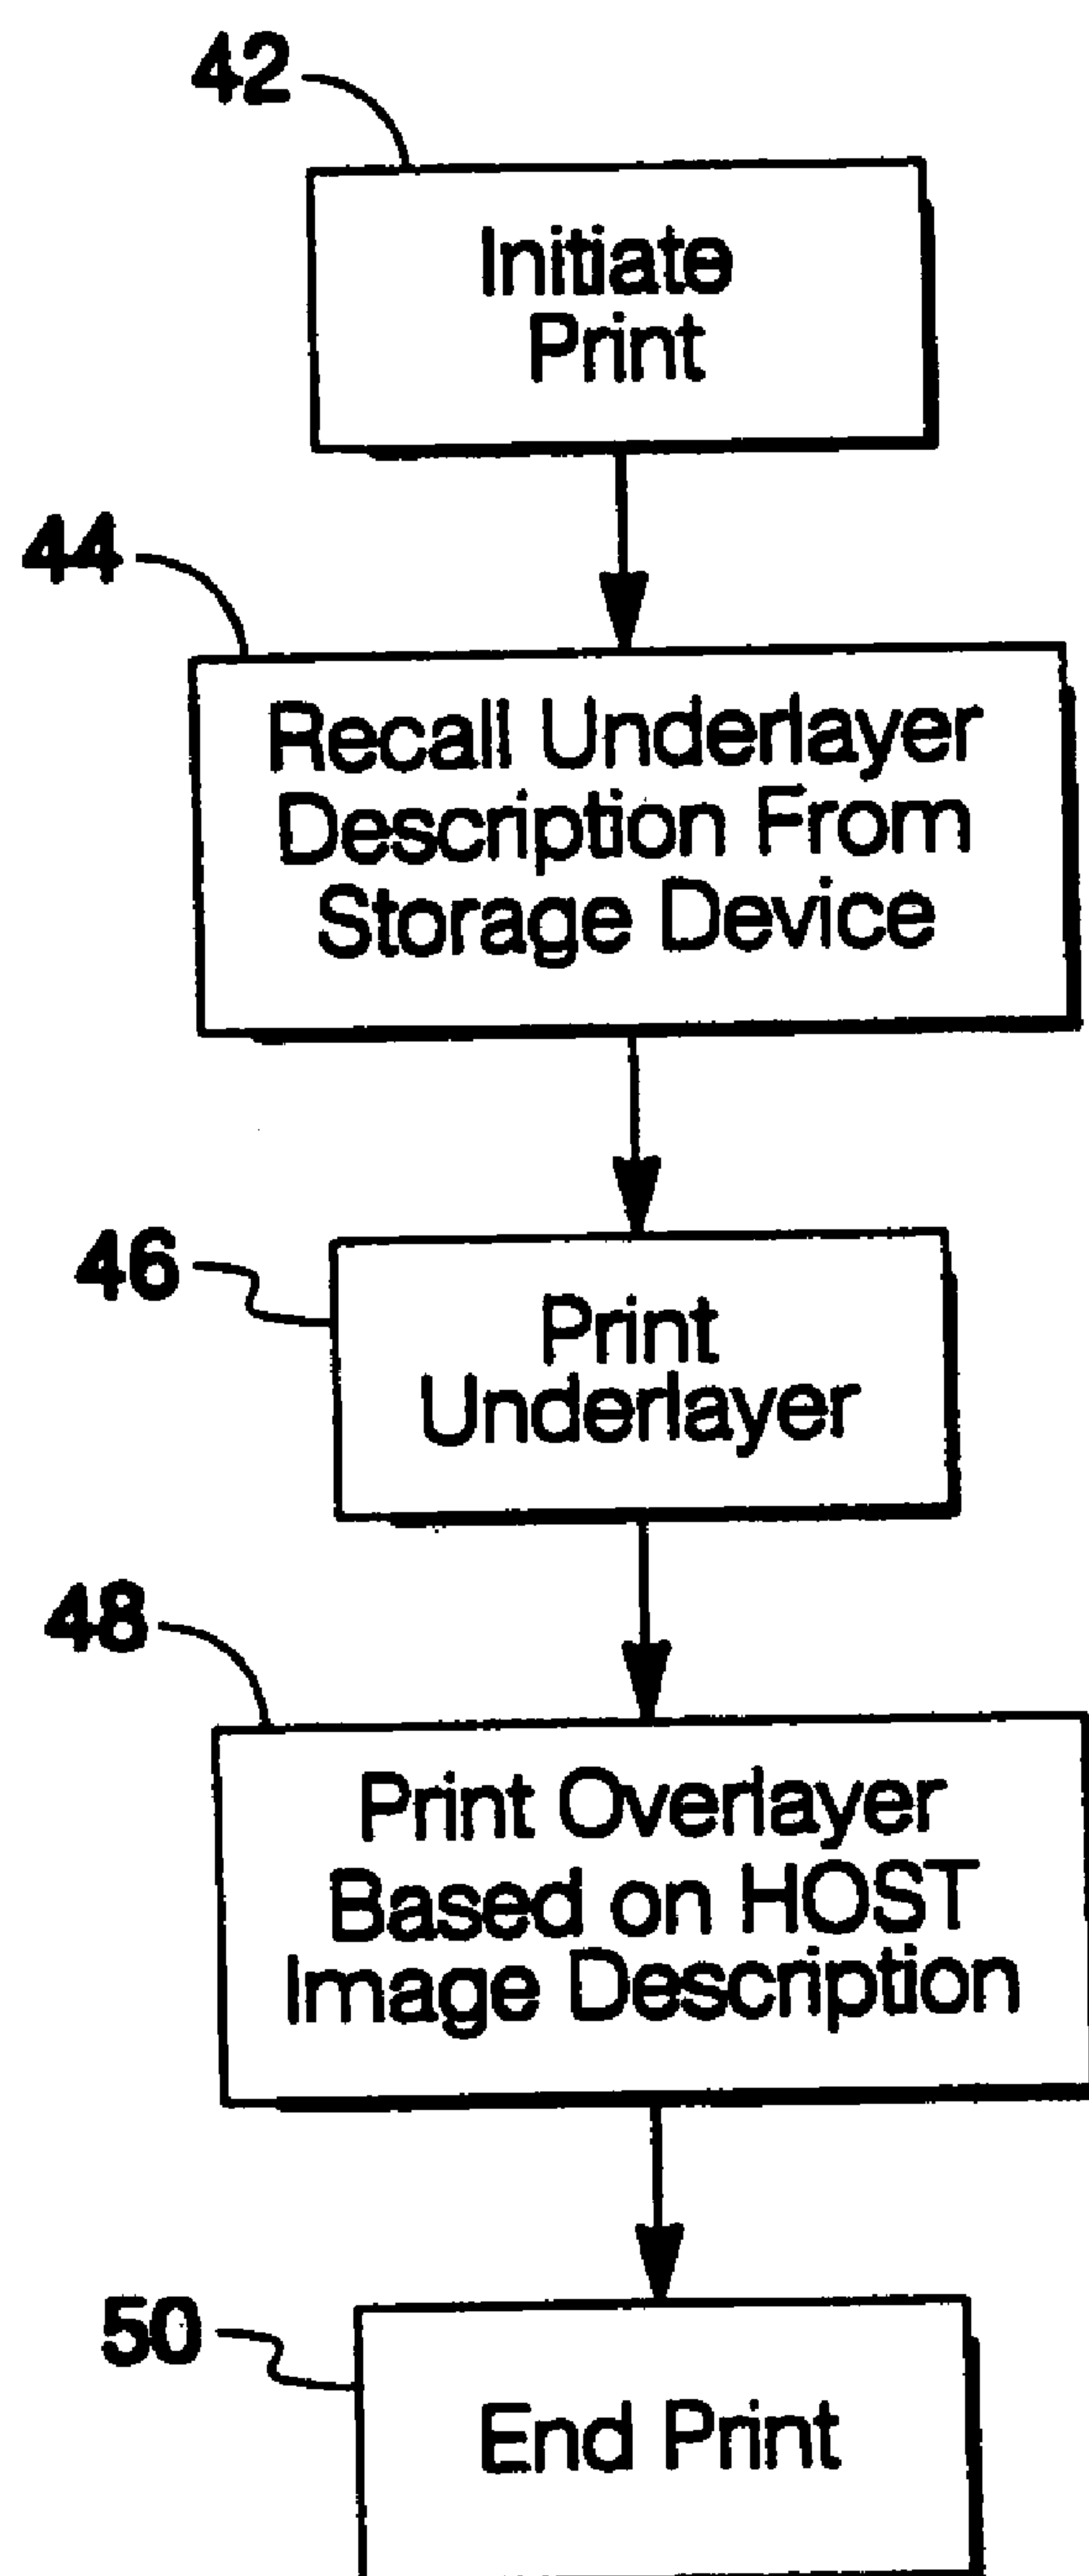 42
Initiate
Print
44
Recall Underlayer
Description From
Storage Device
46
Print
Underlayer
48
Print Overlayer
Based on HOST
Image Description
50
End Print